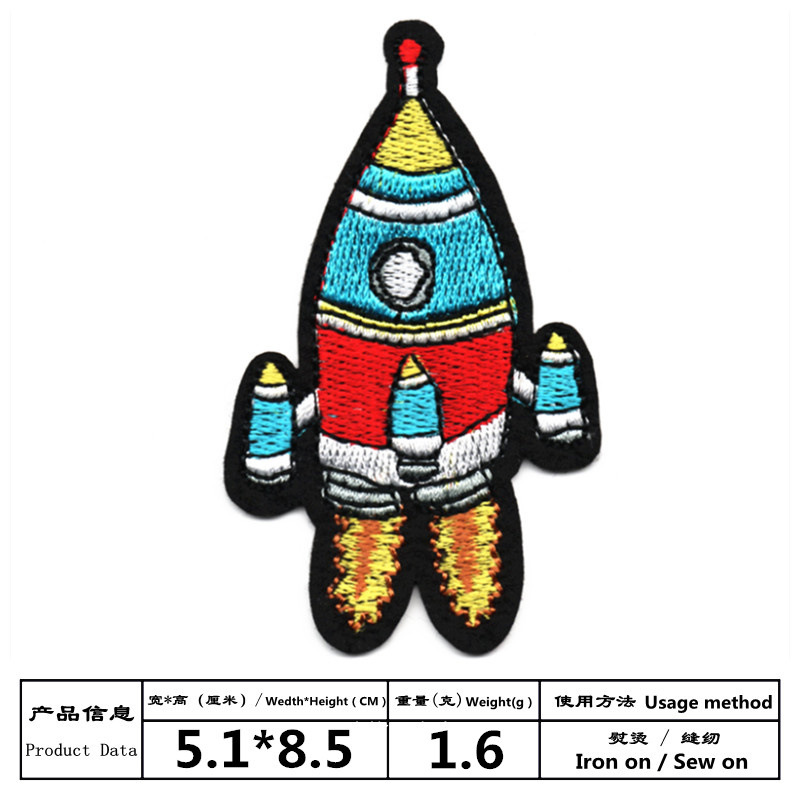 产品信息
Product Data
宽*高（厘米）/ Wedth*Height ( CM )
5.1*8.5
重量(克)Weight(g)
1.6
使用方法 Usage method
熨烫 / 缝纫
Iron on / Sew on